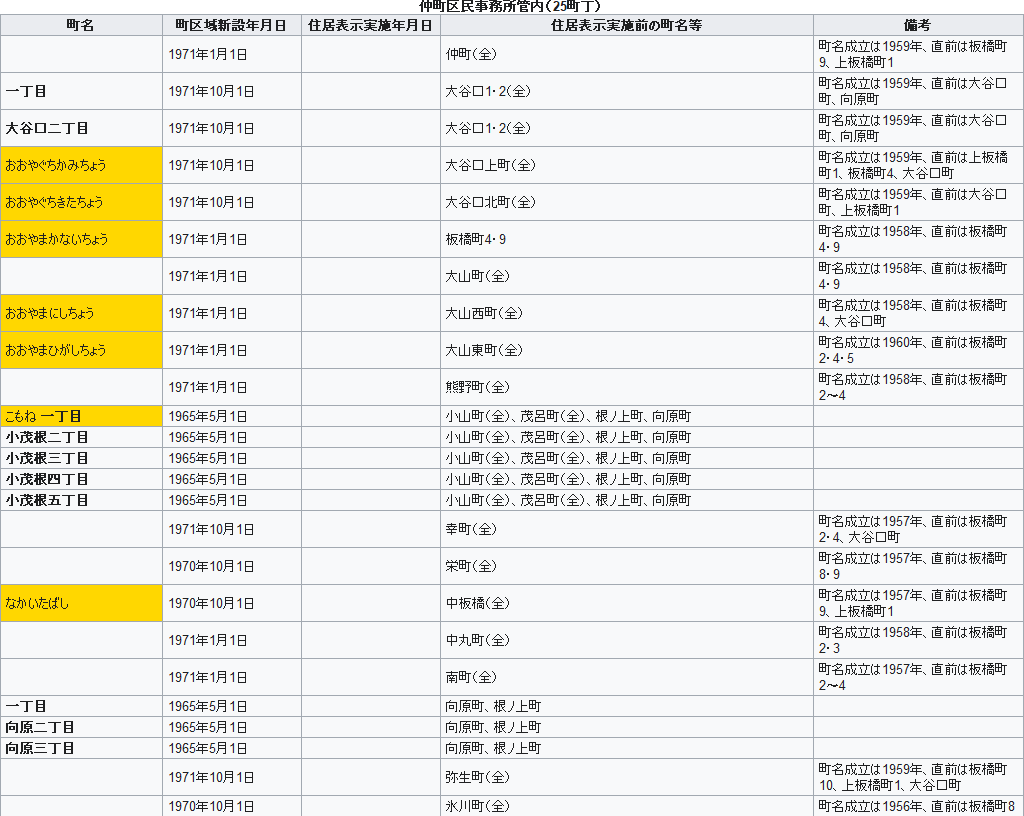 仲町区民事務所管内（25町丁）
町名 町区域新設年月日 住居表示実施年月日 住居表示実施前の町名等 備考
1971年1月1日 仲町（全） 町名成立は1959年、直前は板橋町
9、上板橋町1
一丁目 1971年10月1日 大谷口1・2（全） 町名成立は1959年、直前は大谷口
町、向原町
大谷口二丁目 1971年10月1日 大谷口1・2（全） 町名成立は1959年、直前は大谷口
町、向原町
おおやぐちかみちょう 1971年10月1日 大谷口上町（全） 町名成立は1959年、直前は上板橋
町1、板橋町4、大谷口町
おおやぐちきたちょう 1971年10月1日 大谷口北町（全） 町名成立は1959年、直前は大谷口
町、上板橋町1
おおやまかないちょう 1971年1月1日 板橋町4・9 町名成立は1958年、直前は板橋町
4・9
1971年1月1日 大山町（全） 町名成立は1958年、直前は板橋町
4・9
おおやまにしちょう 1971年1月1日 大山西町（全） 町名成立は1958年、直前は板橋町
4、大谷口町
おおやまひがしちょう 1971年1月1日 大山東町（全） 町名成立は1960年、直前は板橋町
2・4・5
1971年1月1日 熊野町（全） 町名成立は1958年、直前は板橋町
2～4
こもね 一丁目 1965年5月1日 小山町（全）、茂呂町（全）、根ノ上町、向原町
小茂根二丁目 1965年5月1日 小山町（全）、茂呂町（全）、根ノ上町、向原町
小茂根三丁目 1965年5月1日 小山町（全）、茂呂町（全）、根ノ上町、向原町
小茂根四丁目 1965年5月1日 小山町（全）、茂呂町（全）、根ノ上町、向原町
小茂根五丁目 1965年5月1日 小山町（全）、茂呂町（全）、根ノ上町、向原町
1971年10月1日 幸町（全） 町名成立は1957年、直前は板橋町
2・4、大谷口町
1970年10月1日 栄町（全） 町名成立は1957年、直前は板橋町
8・9
なかいたばし 1970年10月1日 中板橋（全） 町名成立は1957年、直前は板橋町
9、上板橋町1
1971年1月1日 中丸町（全） 町名成立は1958年、直前は板橋町
2・3
1971年1月1日 南町（全） 町名成立は1957年、直前は板橋町
2～4
一丁目 1965年5月1日 向原町、根ノ上町
向原二丁目 1965年5月1日 向原町、根ノ上町
向原三丁目 1965年5月1日 向原町、根ノ上町
1971年10月1日 弥生町（全） 町名成立は1959年、直前は板橋町
10、上板橋町1、大谷口町
1970年10月1日 氷川町（全） 町名成立は1956年、直前は板橋町8